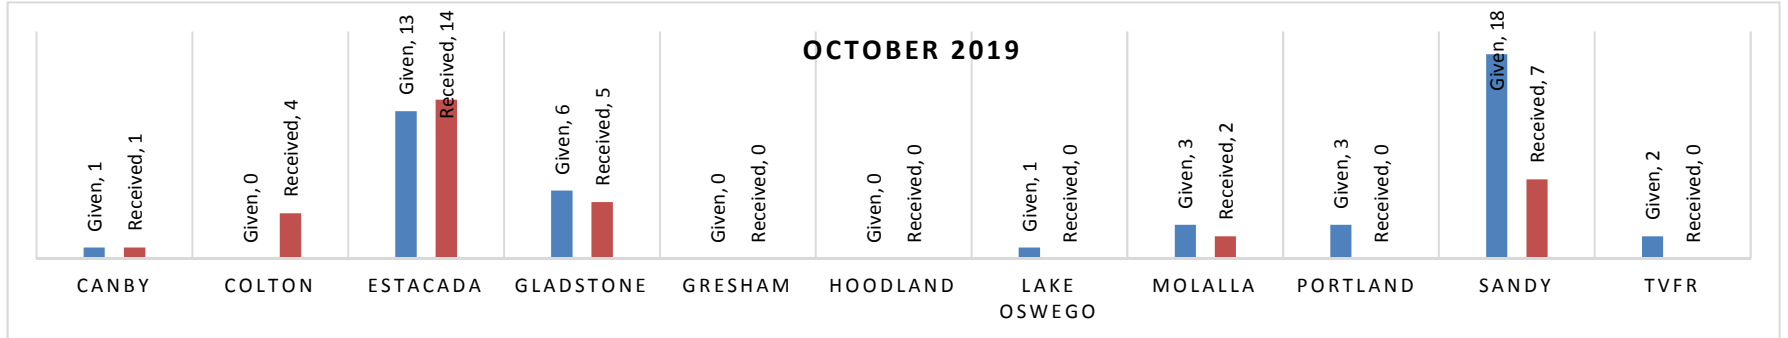 OCTOBER 2019
Given, 1
Received, 1
Given, 0
Received, 4
Given, 13
Received, 14
Given, 6
Received, 5
Given, 0
Received, 0
Given, 0
Received, 0
Given, 1
Received, 0
Given, 3
Received, 2
Given, 3
Received, 0
Given, 18
Received, 7
Given, 2
Received, 0
CANBY
COLTON
ESTACADA
GLADSTONE
GRESHAM
HOODLAND
LAKE
OSWEGO
MOLALLA
PORTLAND
SANDY
TVFR